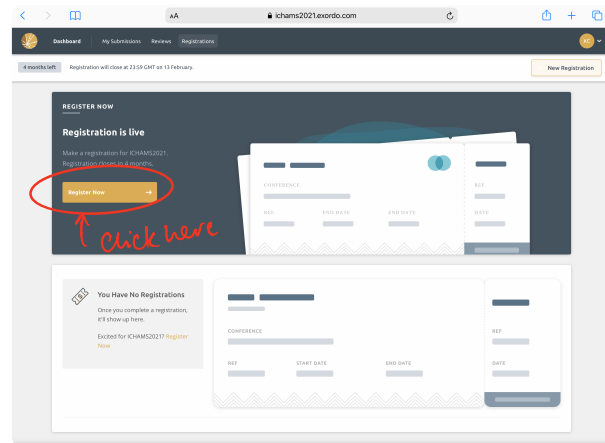 AA
ichams2021.exordo.com
Dashboard
My Submissions
Reviews
Registrations
KC
4 months left
Registration will close at 23:59 GMT on 13 February.
New Registration
REGISTER NOW
Registration is live
Make a registration for ICHAMS2021.
Registration closes in 4 months.
Register Now
click here
CONFERENCE
REF.
REF.
END DATE
END DATE
DATE
You Have No Registrations
Once you complete a registration,
it'll show up here.
Excited for ICHAMS2021? Register
Now.
CONFERENCE
REF
REF.
START DATE
END DATE
DATE